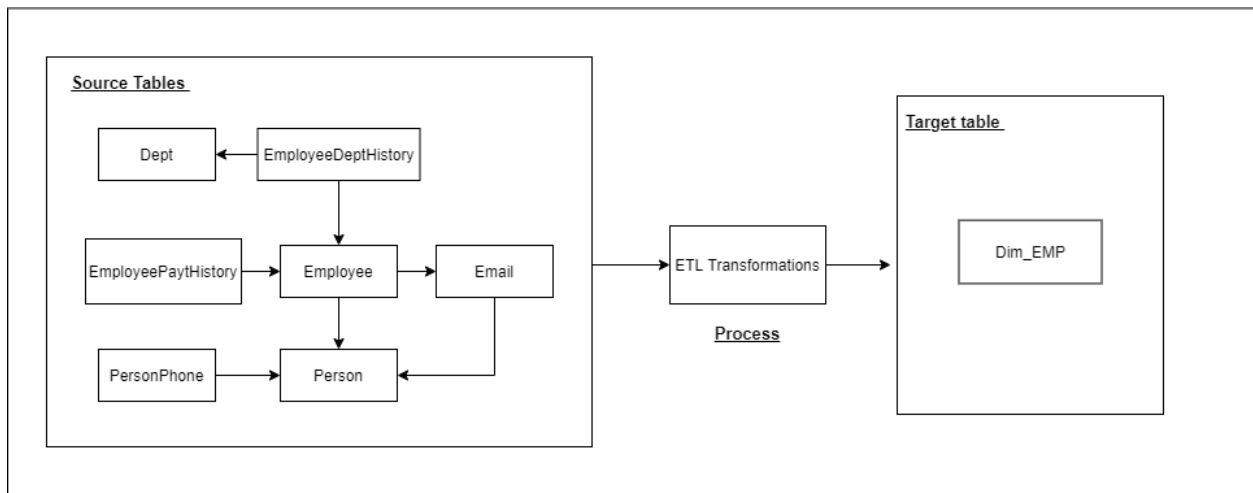 Source Tables
Dept
EmployeeDeptHistory
EmployeePaytHistory
Employee
Email
PersonPhone
Person
ETL Transformations
Process
Target table
Dim_EMP